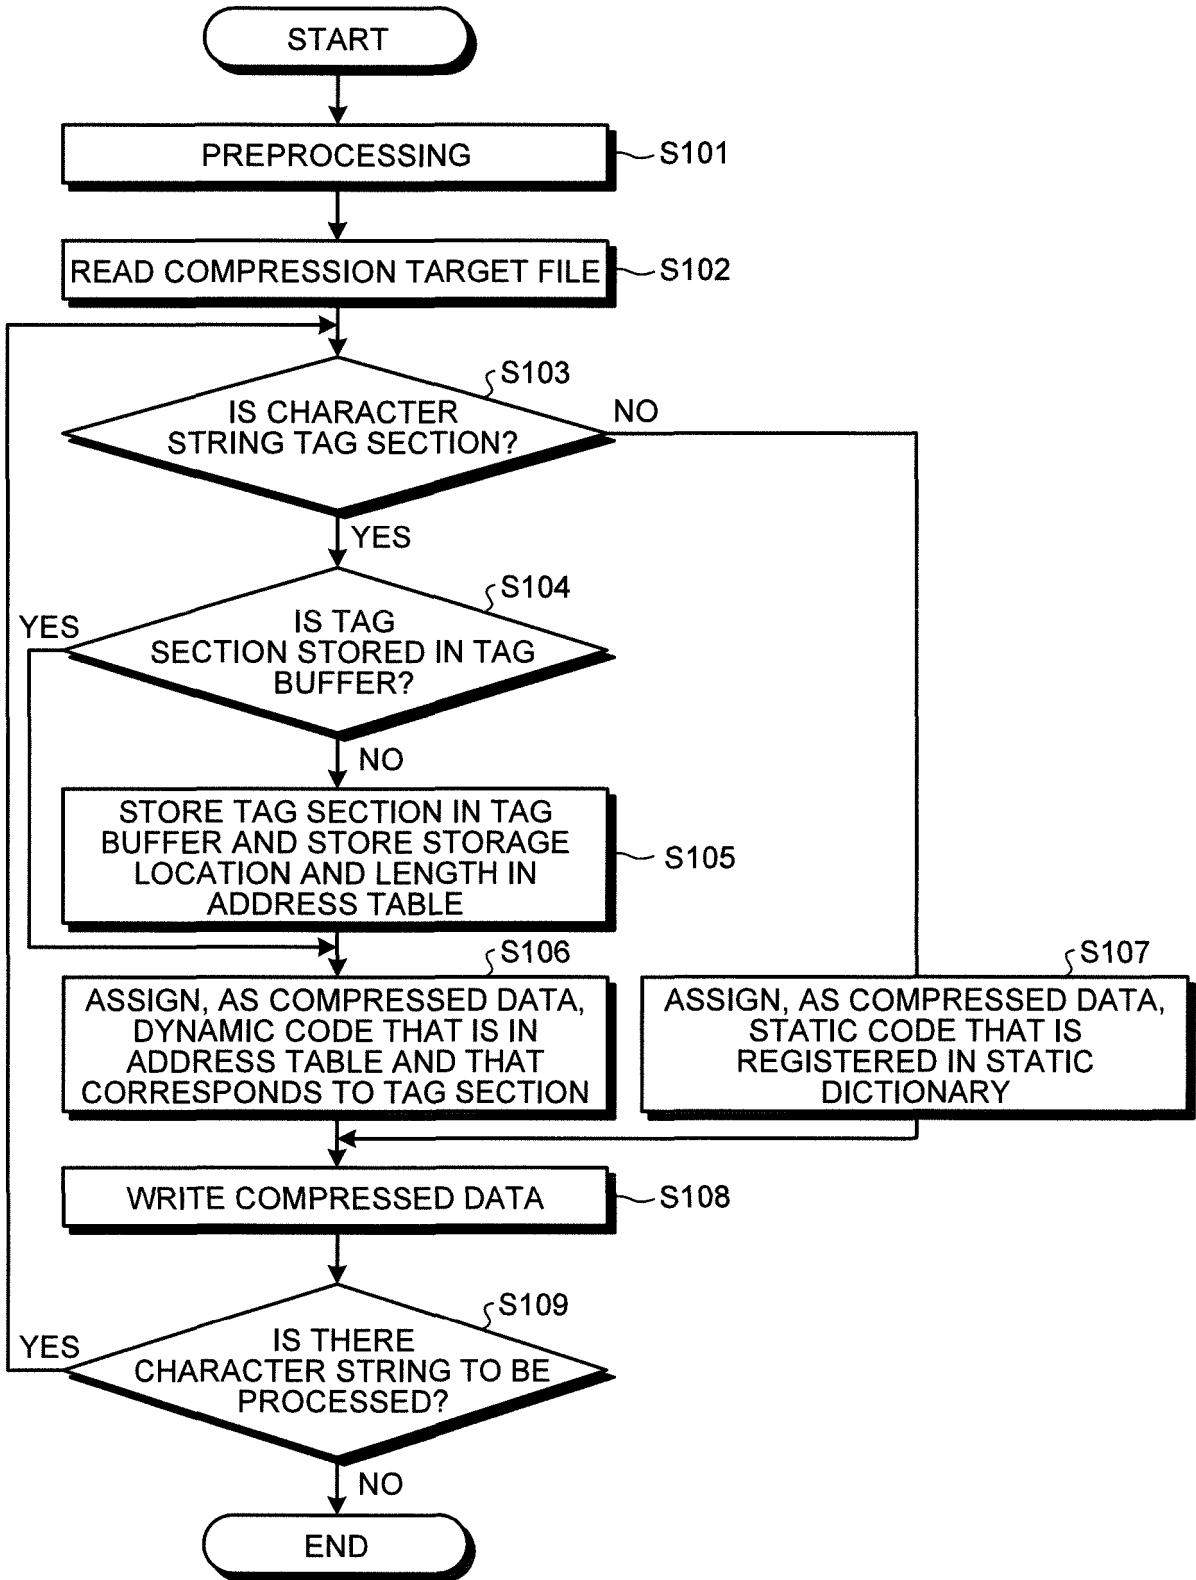 START
PREPROCESSING
S101
READ COMPRESSION TARGET FILE
S102
S103
IS CHARACTER
STRING TAG SECTION?
NO
YES
S104
YES
IS TAG
SECTION STORED IN TAG
BUFFER?
NO
STORE TAG SECTION IN TAG
BUFFER AND STORE STORAGE
LOCATION AND LENGTH IN
ADDRESS TABLE
S105
S106
ASSIGN, AS COMPRESSED DATA,
DYNAMIC CODE THAT IS IN
ADDRESS TABLE AND THAT
CORRESPONDS TO TAG SECTION
S107
ASSIGN, AS COMPRESSED DATA,
STATIC CODE THAT IS
REGISTERED IN STATIC
DICTIONARY
WRITE COMPRESSED DATA
S108
S109
YES
IS THERE
CHARACTER STRING TO BE
PROCESSED?
NO
END